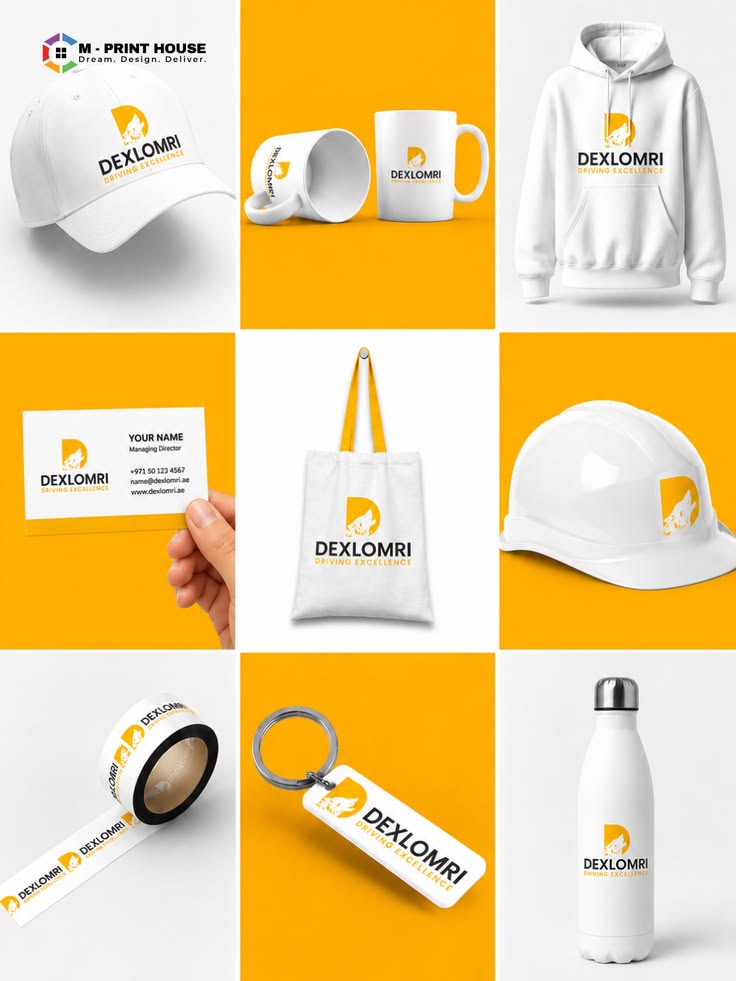 M - PRINT HOUSE
Dream. Design. Deliver.
DEXLOMRI
DRIVING EXCELLENCE
DEXLOMRI
DEXLOMRI
DRIVING EXCELLENCE
DEXLOMRI
DRIVING EXCELLENCE
DEXLOMRI
DRIVING EXCELLENCE
YOUR NAME
Managing Director
+971 50 123 4567
name@dexlomri.ae
www.dexlomri.ae
DEXLOMRI
DRIVING EXCELLENCE
DEXLOMRI
DEXLOMRI
DRIVING EXCELLENCE
DEXLOMRI
DRIVING EXCELLENCE
DEXLOMRI
DRIVING EXCELLENCE
DEXLOMRI
DRIVING EXCELLENCE